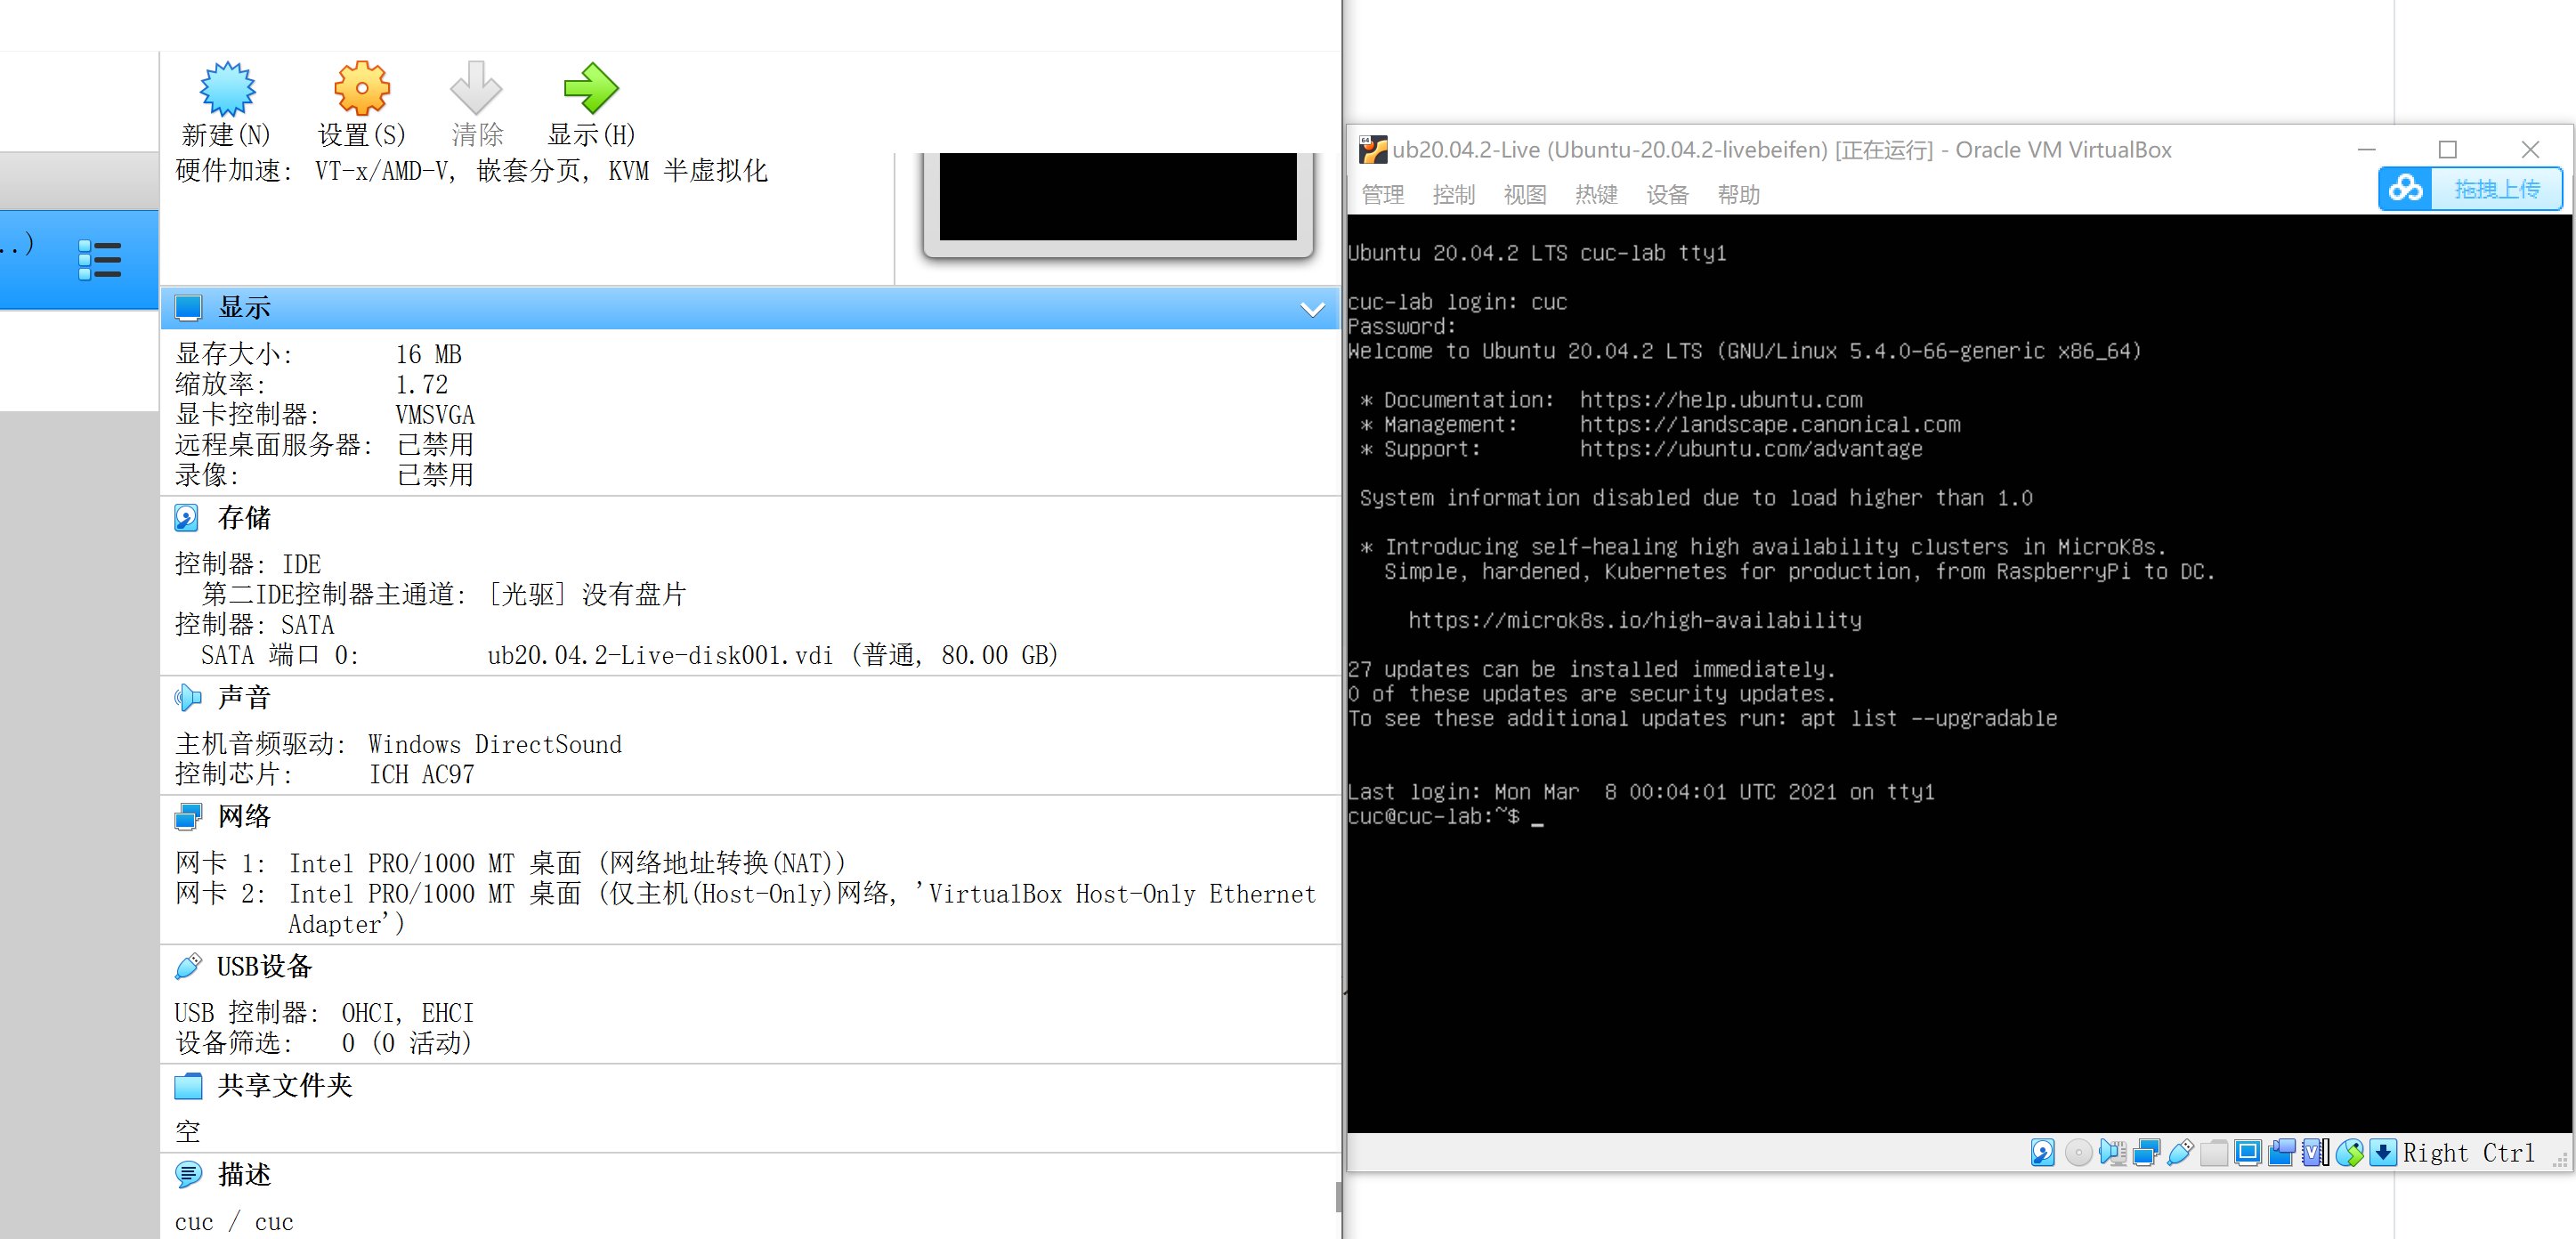 新建(N) 设置(S) 清除 显示(H)
硬件加速: VT-x/AMD-V, 嵌套分页, KVM 半虚拟化
..)
显示
显存大小: 16 MB
缩放率: 1.72
显卡控制器: VMSVGA
远程桌面服务器: 已禁用
录像: 已禁用
存储
控制器: IDE
第二IDE控制器主通道: [光驱] 没有盘片
控制器: SATA
SATA 端口 0: ub20.04.2-Live-disk001.vdi (普通, 80.00 GB)
声音
主机音频驱动: Windows DirectSound
控制芯片: ICH AC97
网络
网卡 1: Intel PRO/1000 MT 桌面 (网络地址转换(NAT))
网卡 2: Intel PRO/1000 MT 桌面 (仅主机(Host-Only)网络, 'VirtualBox Host-Only Ethernet
Adapter')
USB设备
USB 控制器: OHCI, EHCI
设备筛选: 0 (0 活动)
共享文件夹
空
描述
cuc / cuc
64
ub20.04.2-Live (Ubuntu-20.04.2-livebeifen) [正在运行] - Oracle VM VirtualBox
管理 控制 视图 热键 设备 帮助
拖拽上传
Ubuntu 20.04.2 LTS cuc-lab tty1
cuc-lab login: cuc
Password:
Welcome to Ubuntu 20.04.2 LTS (GNU/Linux 5.4.0-66-generic x86_64)
* Documentation: https://help.ubuntu.com
* Management: https://landscape.canonical.com
* Support: https://ubuntu.com/advantage
System information disabled due to load higher than 1.0
* Introducing self-healing high availability clusters in MicroK8s.
Simple, hardened, Kubernetes for production, from RaspberryPi to DC.
https://microk8s.io/high-availability
27 updates can be installed immediately.
0 of these updates are security updates.
To see these additional updates run: apt list --upgradable
Last login: Mon Mar  8 00:04:01 UTC 2021 on tty1
cuc@cuc-lab:~$ _
Right Ctrl